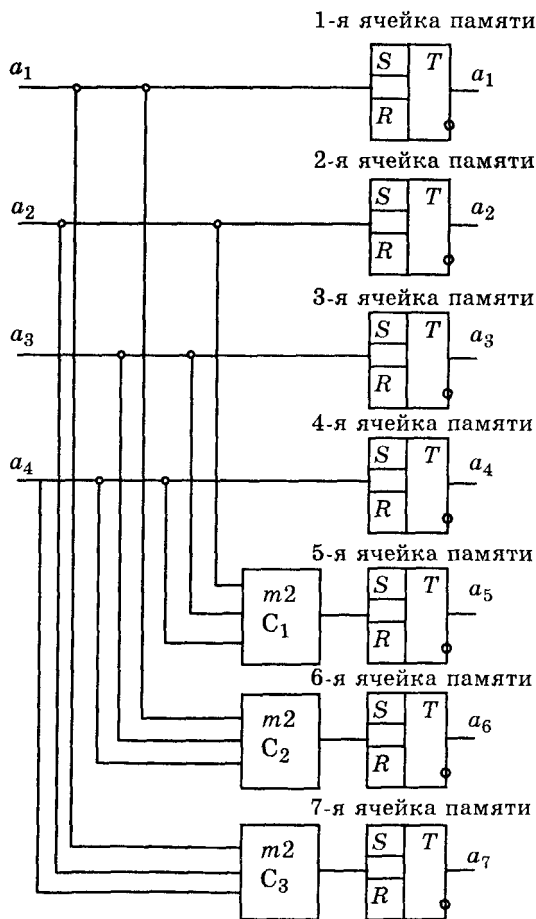 1-я ячейка памяти
a1
S T
R
a1
2-я ячейка памяти
a2
S T
R
a2
3-я ячейка памяти
a3
S T
R
a3
4-я ячейка памяти
a4
S T
R
a4
5-я ячейка памяти
m2
C1
S T
R
a5
6-я ячейка памяти
m2
C2
S T
R
a6
7-я ячейка памяти
m2
C3
S T
R
a7